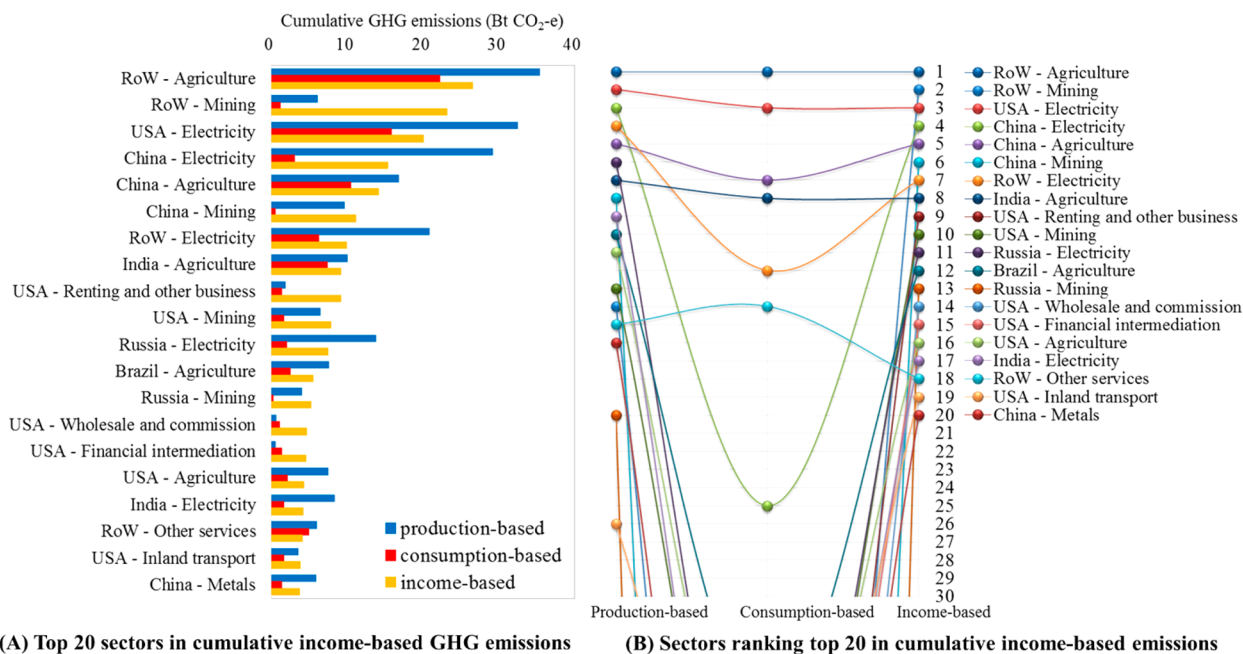 Cumulative GHG emissions (Bt CO₂-e)
0 10 20 30 40
RoW - Agriculture
RoW - Mining
USA - Electricity
China - Electricity
China - Agriculture
China - Mining
RoW - Electricity
India - Agriculture
USA - Renting and other business
USA - Mining
Russia - Electricity
Brazil - Agriculture
Russia - Mining
USA - Wholesale and commission
USA - Financial intermediation
USA - Agriculture
India - Electricity
RoW - Other services
USA - Inland transport
China - Metals
production-based
consumption-based
income-based
(A) Top 20 sectors in cumulative income-based GHG emissions
1 RoW - Agriculture
2 RoW - Mining
3 USA - Electricity
4 China - Electricity
5 China - Agriculture
6 China - Mining
7 RoW - Electricity
8 India - Agriculture
9 USA - Renting and other business
10 USA - Mining
11 Russia - Electricity
12 Brazil - Agriculture
13 Russia - Mining
14 USA - Wholesale and commission
15 USA - Financial intermediation
16 USA - Agriculture
17 India - Electricity
18 RoW - Other services
19 USA - Inland transport
20 China - Metals
21
22
23
24
25
26
27
28
29
30
Production-based Consumption-based Income-based
(B) Sectors ranking top 20 in cumulative income-based emissions